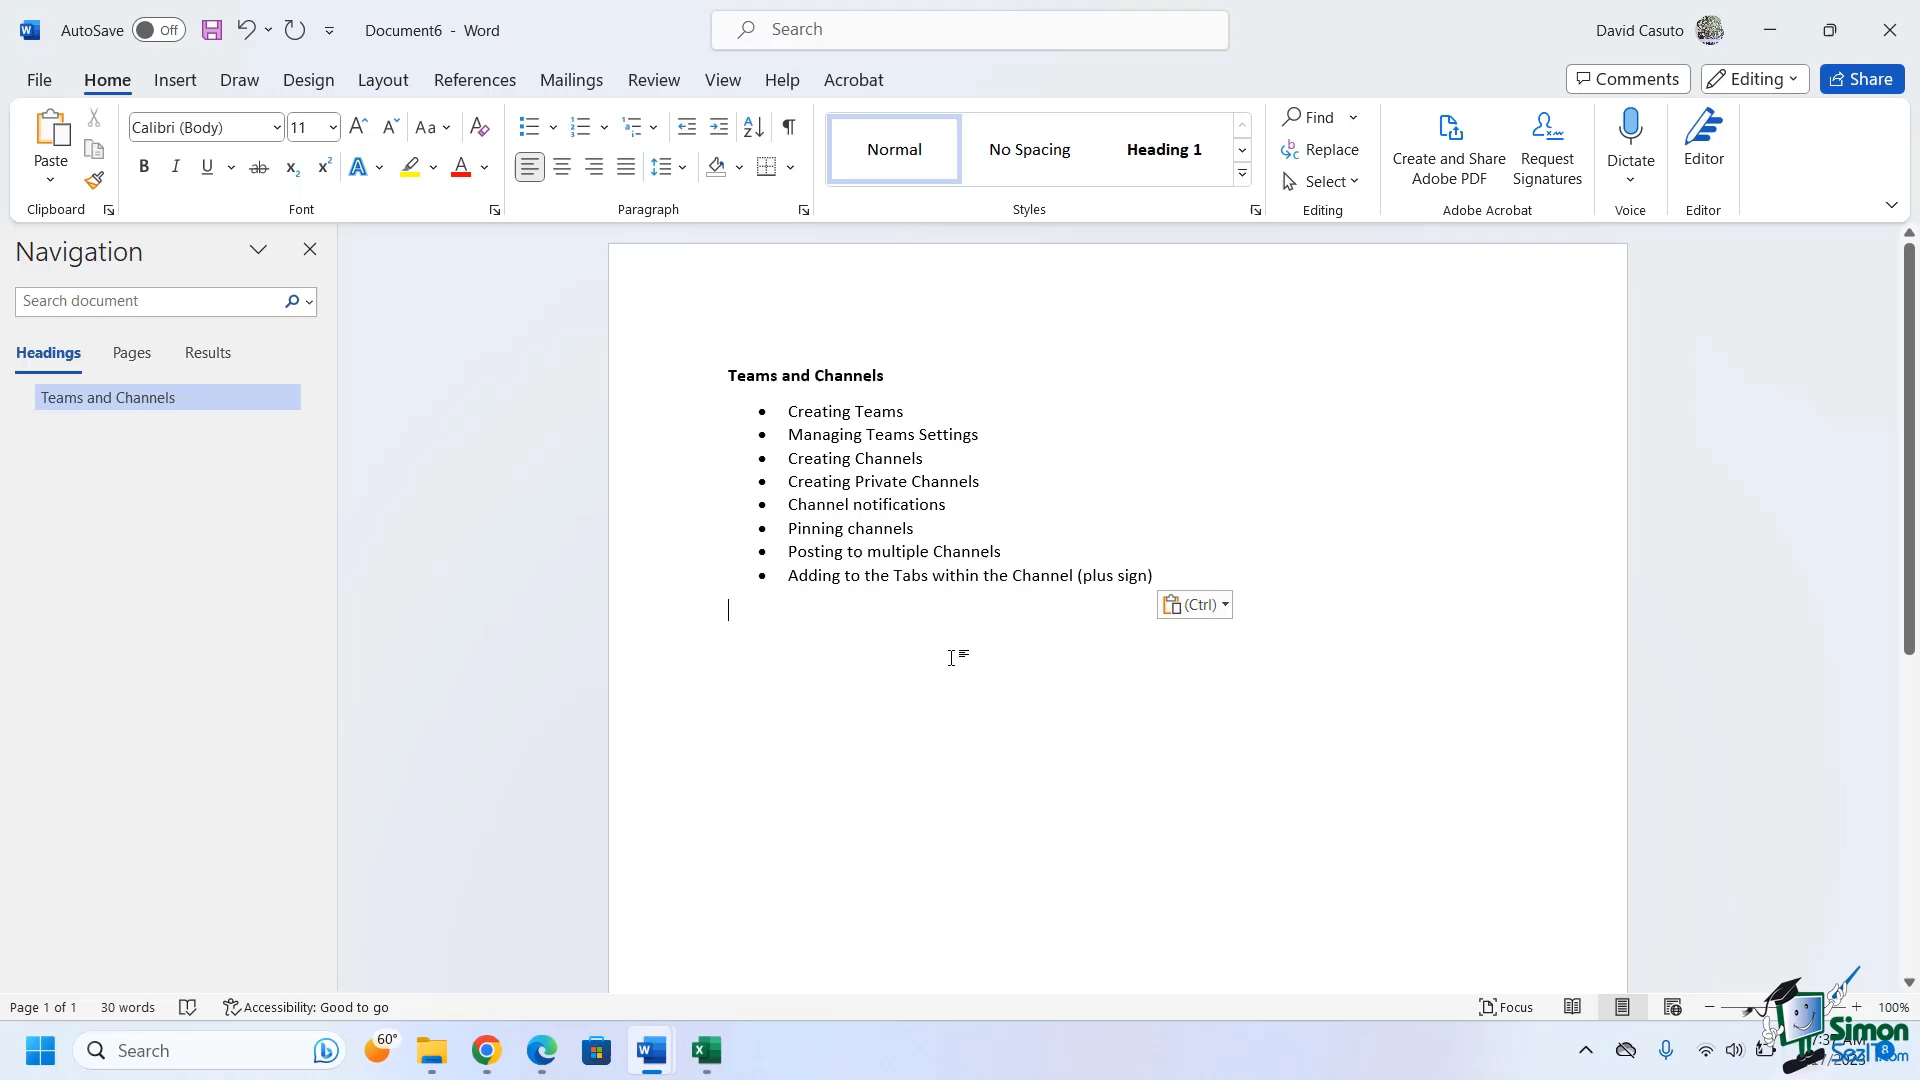 AutoSave Off Document6 - Word Search David Casuto
File Home Insert Draw Design Layout References Mailings Review View Help Acrobat Comments Editing Share
Paste Calibri (Body) 11 Aa Normal No Spacing Heading 1 Find Replace Select Create and Share Adobe PDF Request Signatures Dictate Editor
Clipboard Font Paragraph Styles Editing Adobe Acrobat Voice Editor
Navigation
Search document
Headings Pages Results
Teams and Channels
Teams and Channels
• Creating Teams
• Managing Teams Settings
• Creating Channels
• Creating Private Channels
• Channel notifications
• Pinning channels
• Posting to multiple Channels
• Adding to the Tabs within the Channel (plus sign)
(Ctrl)
Page 1 of 1 30 words Accessibility: Good to go Focus 100%
Search 60°
Simon